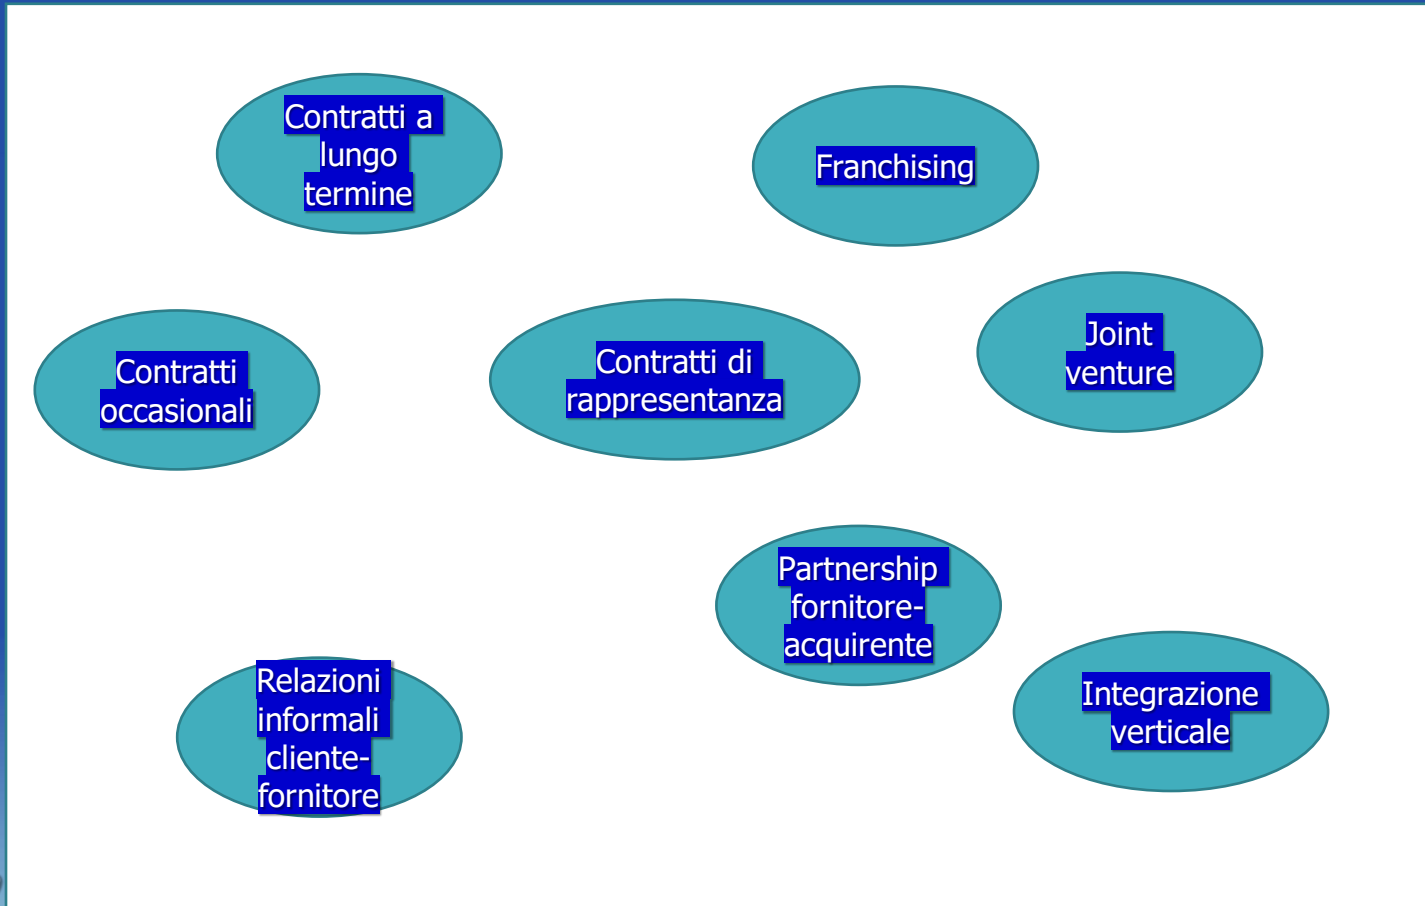 Contratti a
lungo
termine
Franchising
Contratti
occasionali
Contratti di
rappresentanza
Joint
venture
Partnership
fornitore-
acquirente
Relazioni
informali
cliente-
fornitore
Integrazione
verticale